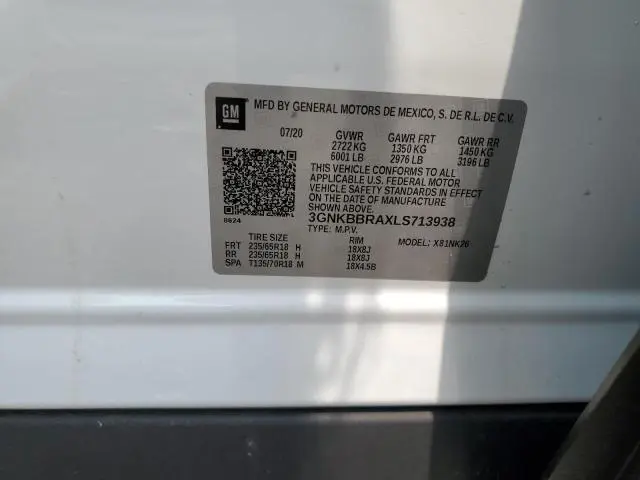 GM
MFD BY GENERAL MOTORS DE MEXICO, S. DE R.L. DE C.V.
07/20 GVWR GAWR FRT GAWR RR
2722 KG 1350 KG 1450 KG
6001 LB 2976 LB 3196 LB
THIS VEHICLE CONFORMS TO ALL
APPLICABLE U.S. FEDERAL MOTOR
VEHICLE SAFETY STANDARDS IN EFFECT
ON THE DATE OF MANUFACTURE
SHOWN ABOVE.
8624 3GNKBBRAXLS713938
TYPE: M.P.V. MODEL: X81NK26
TIRE SIZE RIM
FRT 235/65R18 H 18X8J
RR 235/65R18 H 18X8J
SPA T135/70R18 M 18X4.5B